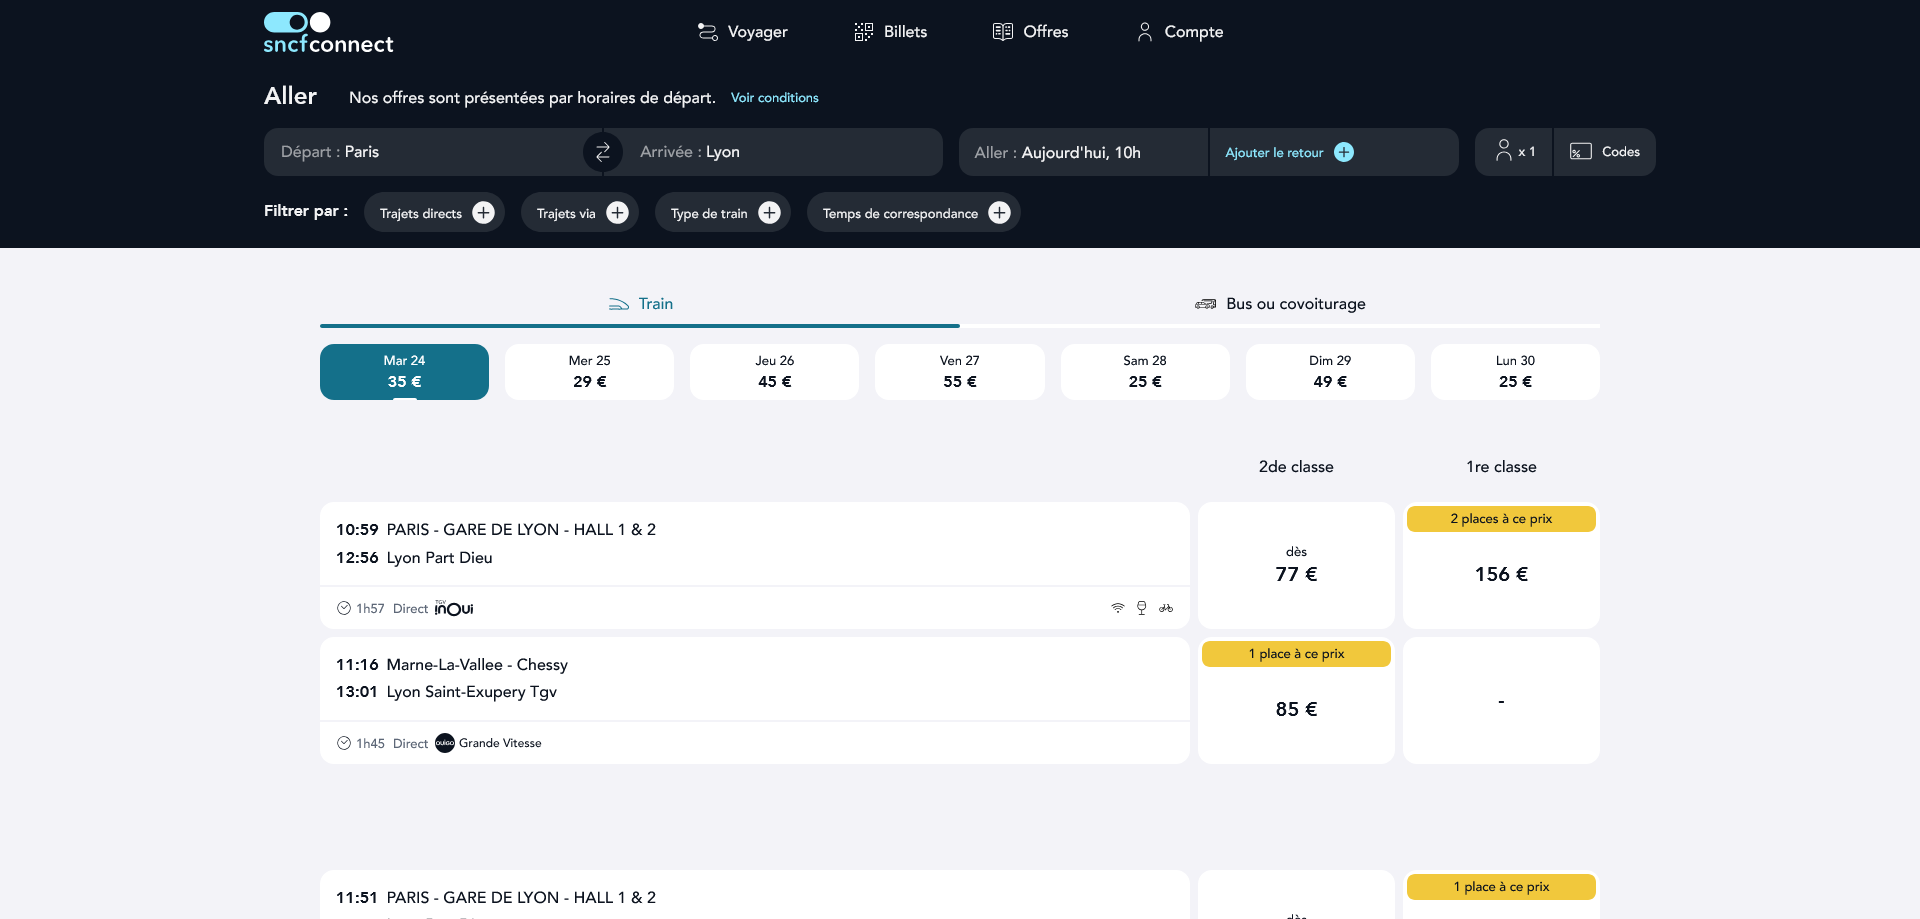 sncfconnect
Voyager
Billets
Offres
Compte
Aller
Nos offres sont présentées par horaires de départ.
Voir conditions
Départ : Paris
Arrivée : Lyon
Aller : Aujourd'hui, 10h
Ajouter le retour
x 1
Codes
Filtrer par :
Trajets directs
Trajets via
Type de train
Temps de correspondance
Train
Bus ou covoiturage
Mar 24
35 €
Mer 25
29 €
Jeu 26
45 €
Ven 27
55 €
Sam 28
25 €
Dim 29
49 €
Lun 30
25 €
2de classe
1re classe
10:59 PARIS - GARE DE LYON - HALL 1 & 2
12:56 Lyon Part Dieu
1h57 Direct TGV inOui
dès
77 €
2 places à ce prix
156 €
11:16 Marne-La-Vallee - Chessy
13:01 Lyon Saint-Exupery Tgv
1h45 Direct OUIGO Grande Vitesse
1 place à ce prix
85 €
-
11:51 PARIS - GARE DE LYON - HALL 1 & 2
1 place à ce prix